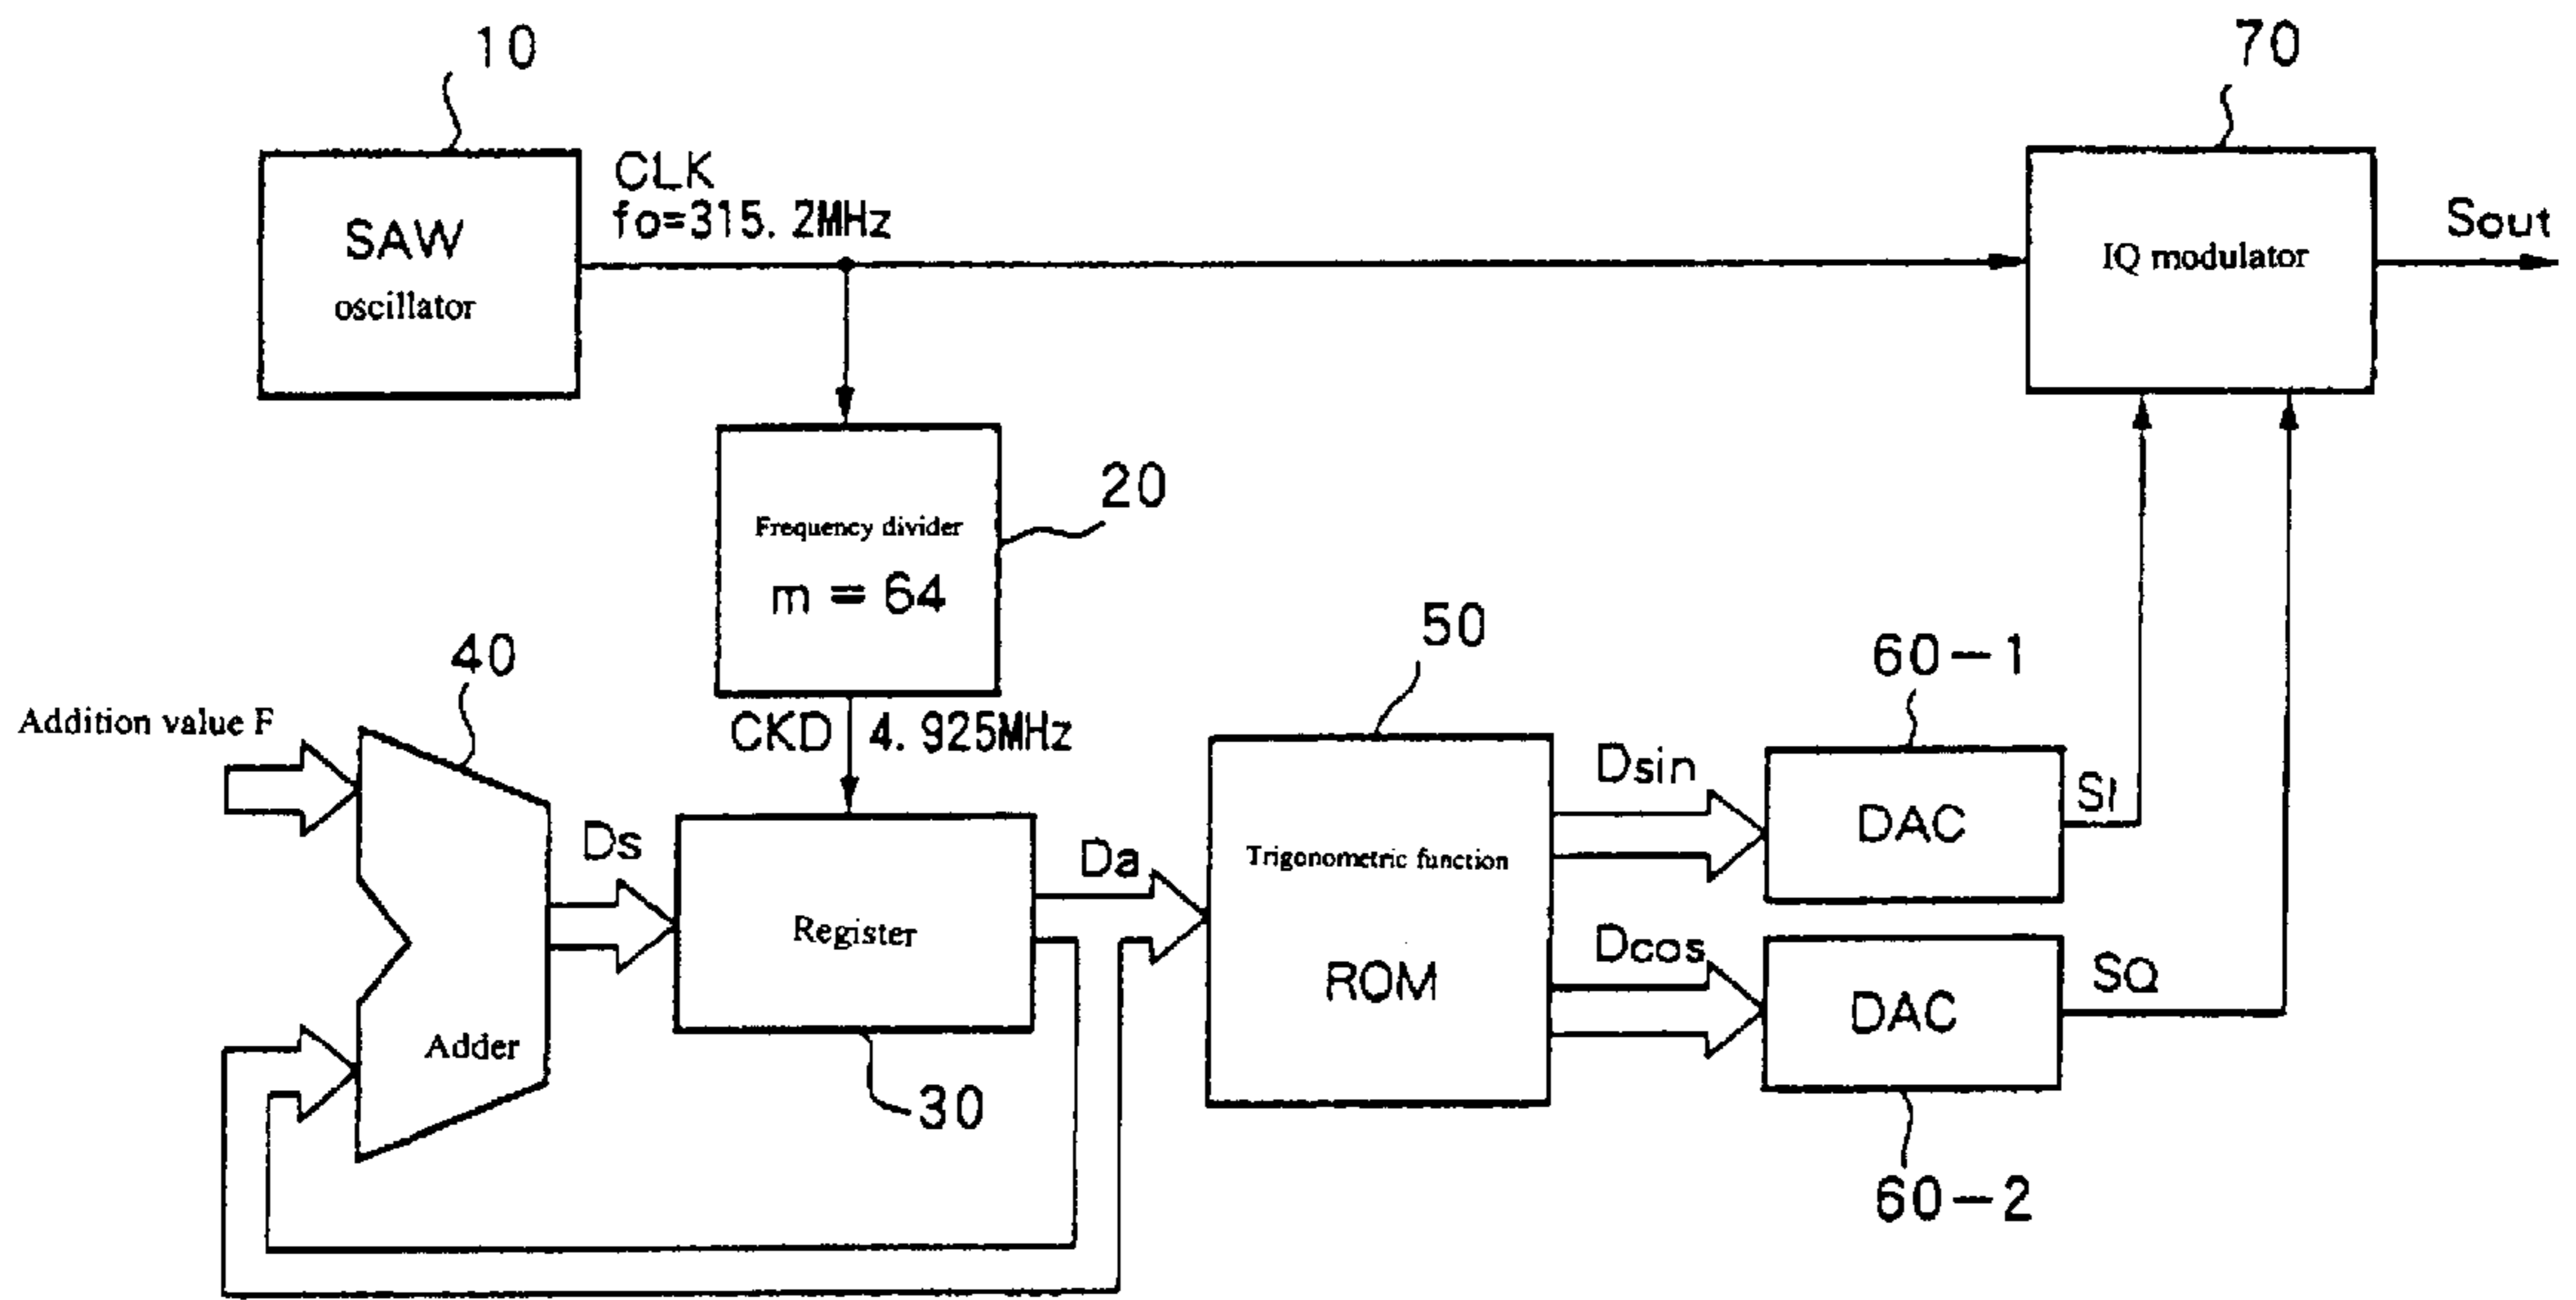 10
70
CLK
fo=315.2MHz
SAW
oscillator
IQ modulator
Sout
20
Frequency divider
m = 64
40
50
60-1
Addition value F
CKD 4.925MHz
Dsin
SI
DAC
Ds
Da
Trigonometric function
Register
Dcos
ROM
SQ
DAC
Adder
30
60-2